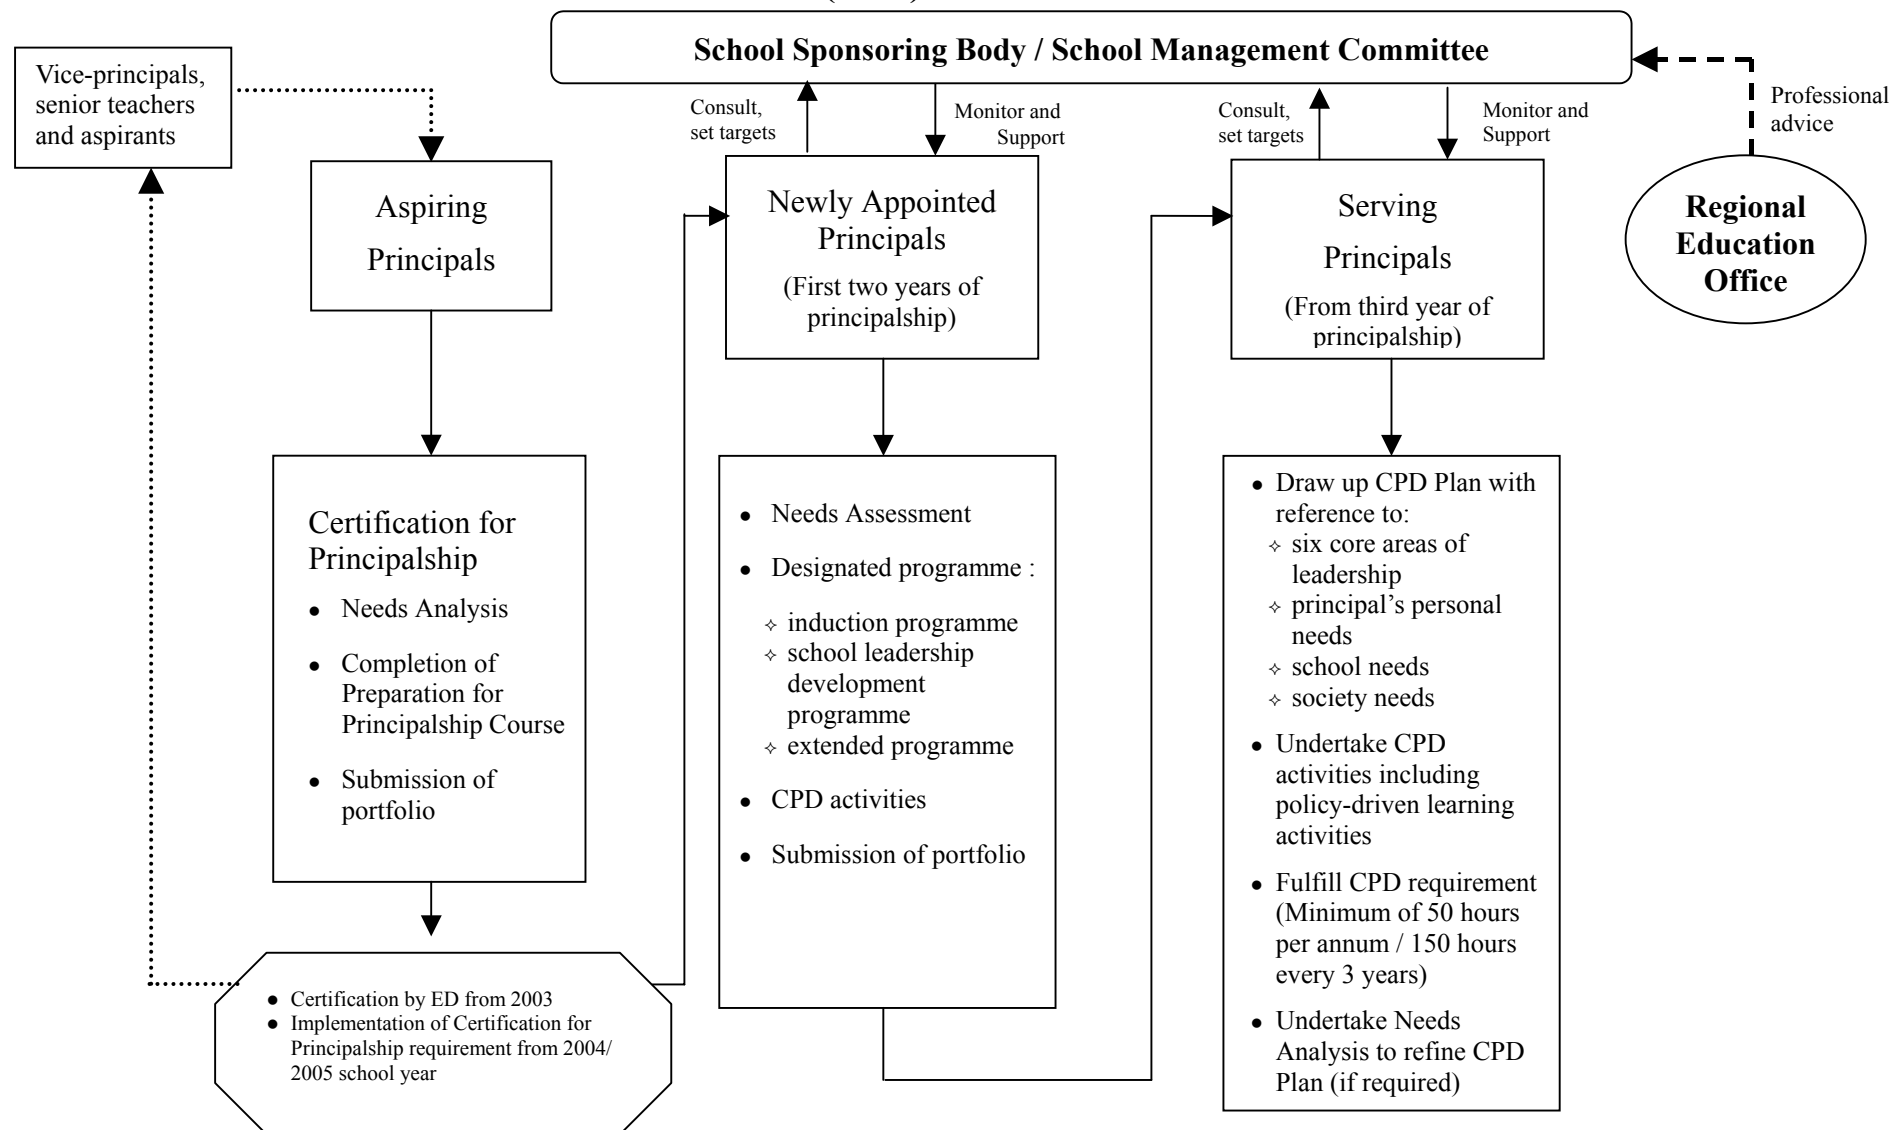 School Sponsoring Body / School Management Committee
Vice-principals,
senior teachers
and aspirants
Consult,
set targets
Monitor and
Support
Consult,
set targets
Monitor and
Support
Professional
advice
Aspiring
Principals
Newly Appointed
Principals
(First two years of
principalship)
Serving
Principals
(From third year of
principalship)
Regional
Education
Office
Certification for
Principalship
● Needs Analysis
● Completion of
Preparation for
Principalship Course
● Submission of
portfolio
● Certification by ED from 2003
● Implementation of Certification for
Principalship requirement from 2004/
2005 school year
● Needs Assessment
● Designated programme :
✧ induction programme
✧ school leadership
development
programme
✧ extended programme
● CPD activities
● Submission of portfolio
● Draw up CPD Plan with
reference to:
✧ six core areas of
leadership
✧ principal’s personal
needs
✧ school needs
✧ society needs
● Undertake CPD
activities including
policy-driven learning
activities
● Fulfill CPD requirement
(Minimum of 50 hours
per annum / 150 hours
every 3 years)
● Undertake Needs
Analysis to refine CPD
Plan (if required)